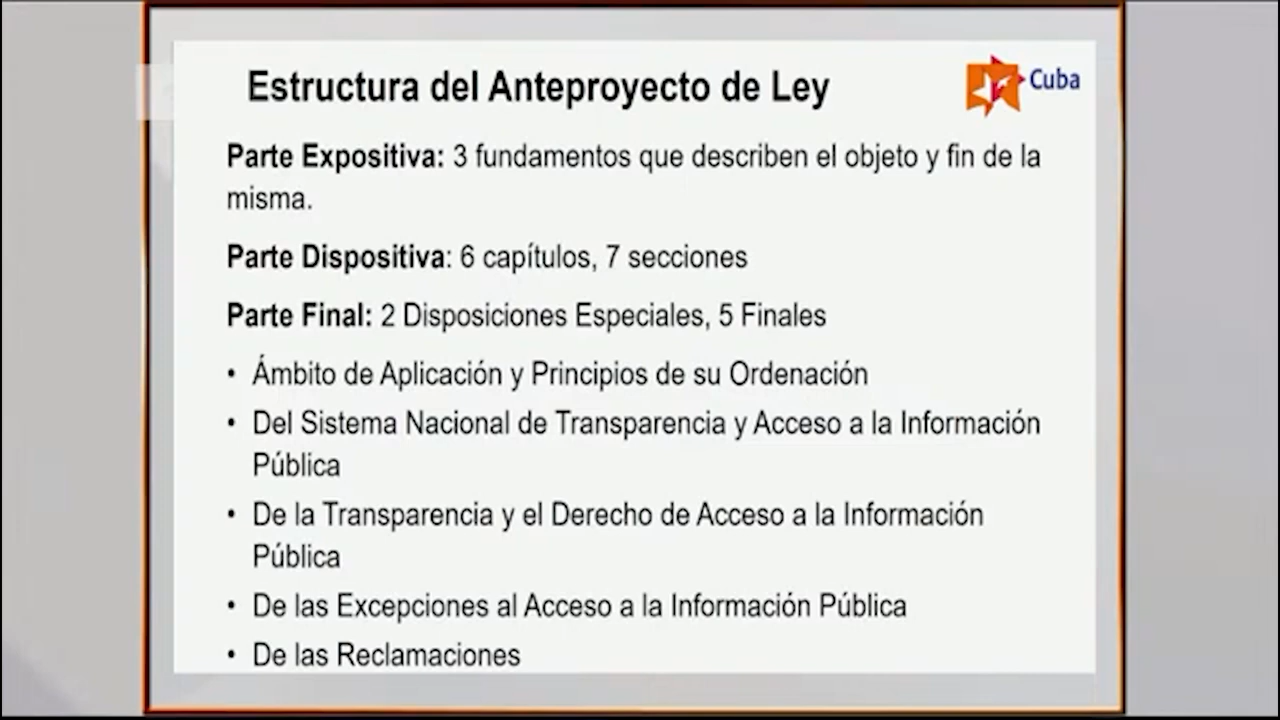 Estructura del Anteproyecto de Ley
Cuba
Parte Expositiva: 3 fundamentos que describen el objeto y fin de la
misma.
Parte Dispositiva: 6 capítulos, 7 secciones
Parte Final: 2 Disposiciones Especiales, 5 Finales
• Ámbito de Aplicación y Principios de su Ordenación
• Del Sistema Nacional de Transparencia y Acceso a la Información
Pública
• De la Transparencia y el Derecho de Acceso a la Información
Pública
• De las Excepciones al Acceso a la Información Pública
• De las Reclamaciones